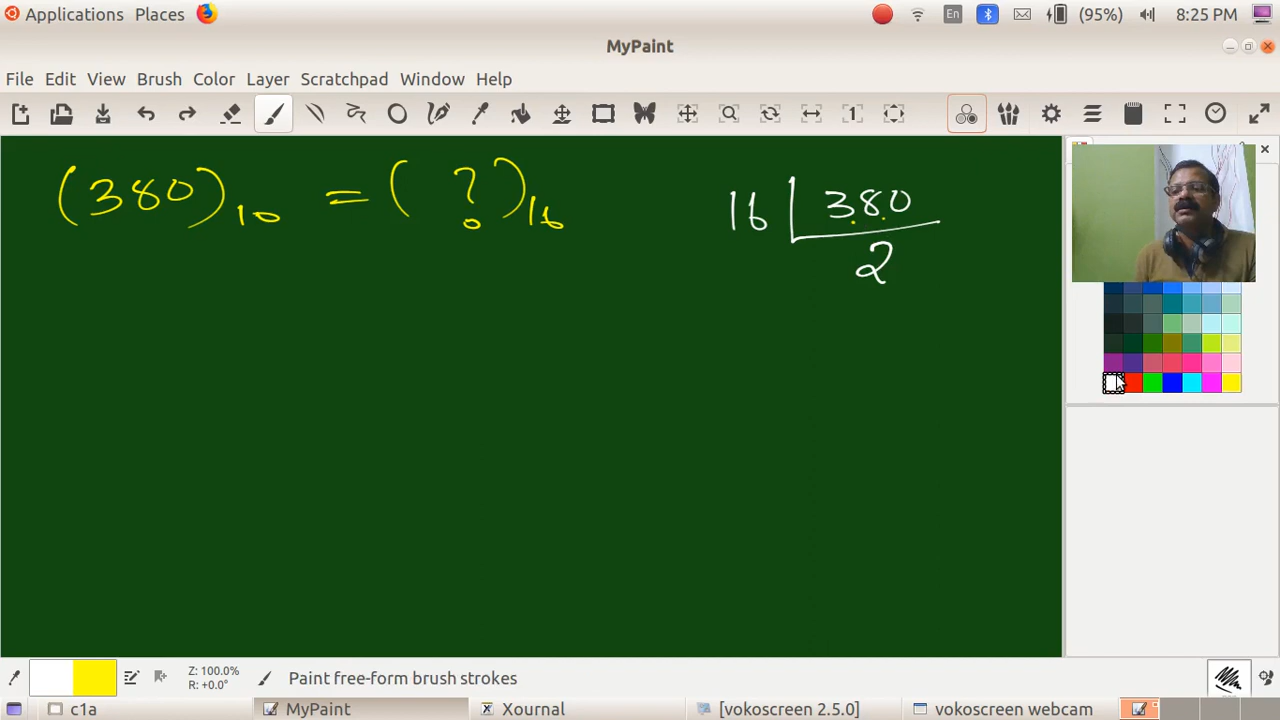 Applications Places En (95%) 8:25 PM
MyPaint
File Edit View Brush Color Layer Scratchpad Window Help
(380)10 = (?)16
16 | 380
2
Z: 100.0%
R: +0.0°
Paint free-form brush strokes
c1a MyPaint Xournal [vokoscreen 2.5.0] vokoscreen webcam